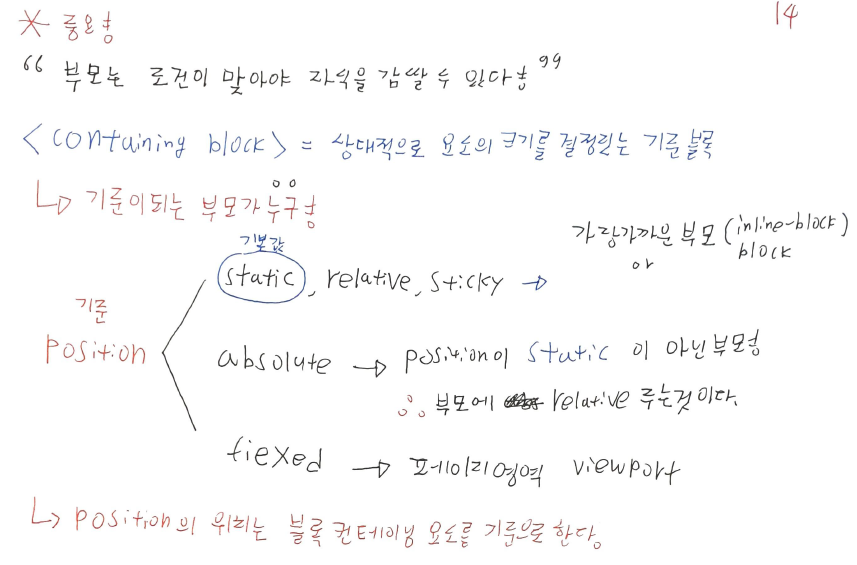 * 중요함 14
“ 부모는 조건이 맞아야 자식을 감쌀 수 있다. ”
<containing block> = 상대적으로 요소의 크기를 결정짓는 기준 블록
↳ 기준이되는 부모가 누구
기본값
static, relative, sticky → 가장가까운 부모 (inline-block)
block
기준
position
absolute → position이 static 이 아닌 부모
∴ 부모에 relative 주는것이다.
fiexed → 페이지영역 viewport
↳ position의 위치는 블록 컨테이닝 요소를 기준으로 한다.